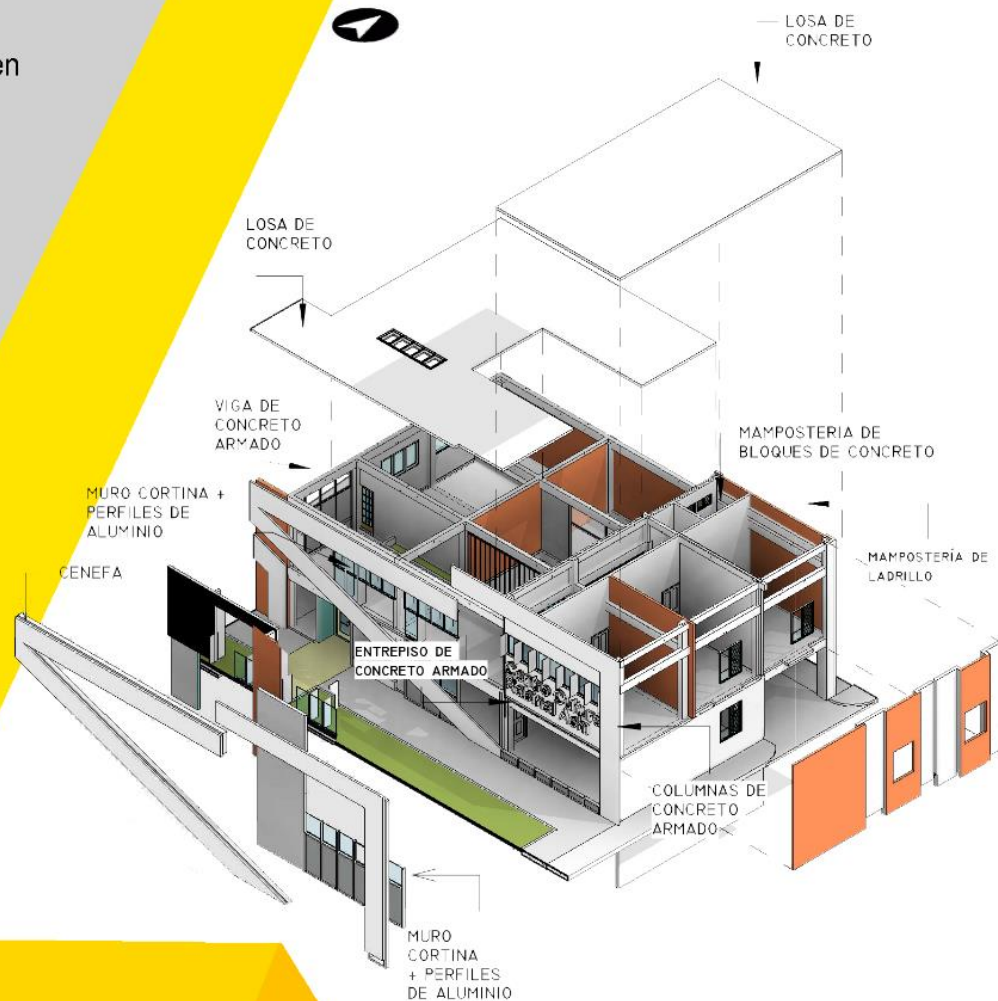 en
LOSA DE
CONCRETO
LOSA DE
CONCRETO
VIGA DE
CONCRETO
ARMADO
MAMPOSTERIA DE
BLOQUES DE CONCRETO
MURO CORTINA +
PERFILES DE
ALUMINIO
MAMPOSTERÍA DE
LADRILLO
CENEFA
ENTREPISO DE
CONCRETO ARMADO
COLUMNAS DE
CONCRETO
ARMADO
MURO
CORTINA
+ PERFILES
DE ALUMINIO